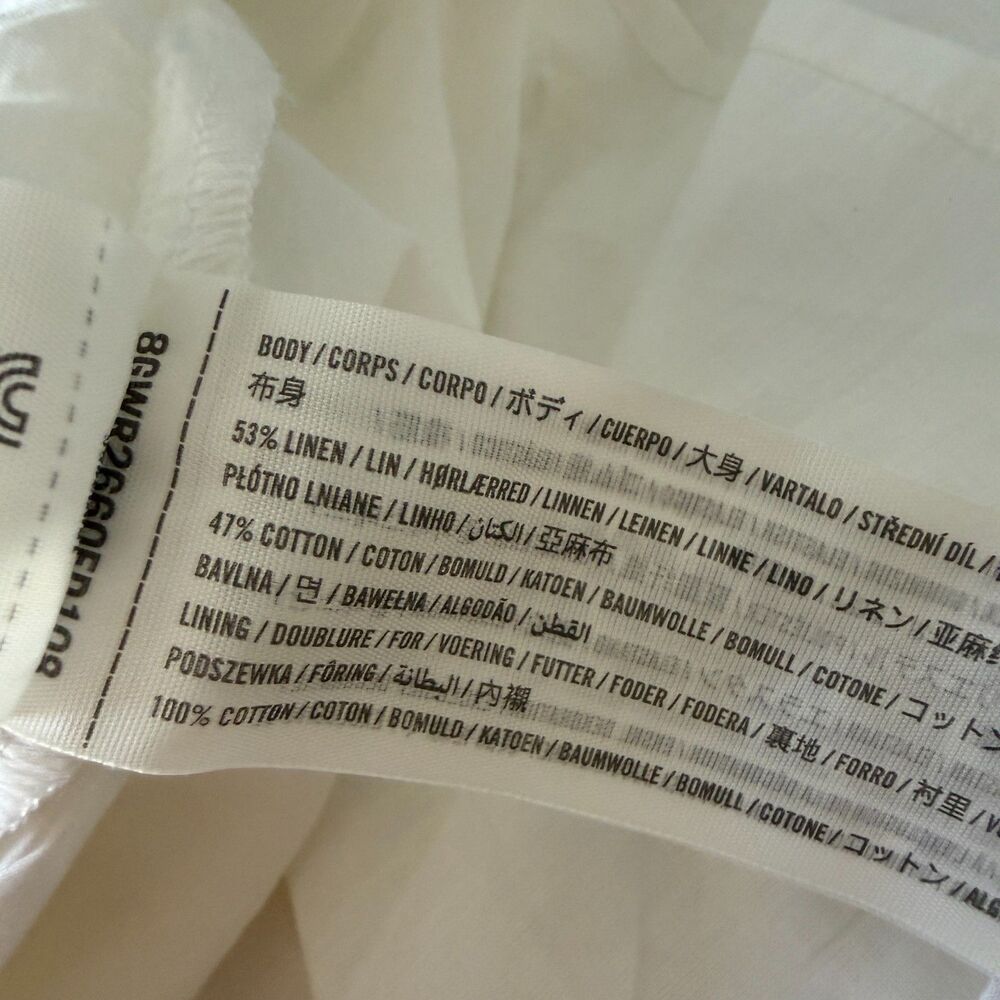 BODY / CORPS / CORPO / ボディ / CUERPO / 大身 / VARTALO / STŘEDNÍ DÍL /
布身
53% LINEN / LIN / HØRLÆRRED / LINNEN / LEINEN / LINNE / LINO / リネン / 亚麻
PŁÓTNO LNIANE / LINHO / الكتان / 亞麻布
47% COTTON / COTON / BOMULD / KATOEN / BAUMWOLLE / BOMULL / COTONE / コットン
BAVLNA / 면 / BAWEŁNA / ALGODÃO / القطن
LINING / DOUBLURE / FOR / VOERING / FUTTER / FODER / FODERA / 裏地 / FORRO / 衬里 /
PODSZEWKA / FÔRING / البطانة / 內襯
100% COTTON / COTON / BOMULD / KATOEN / BAUMWOLLE / BOMULL / COTONE / コットン /